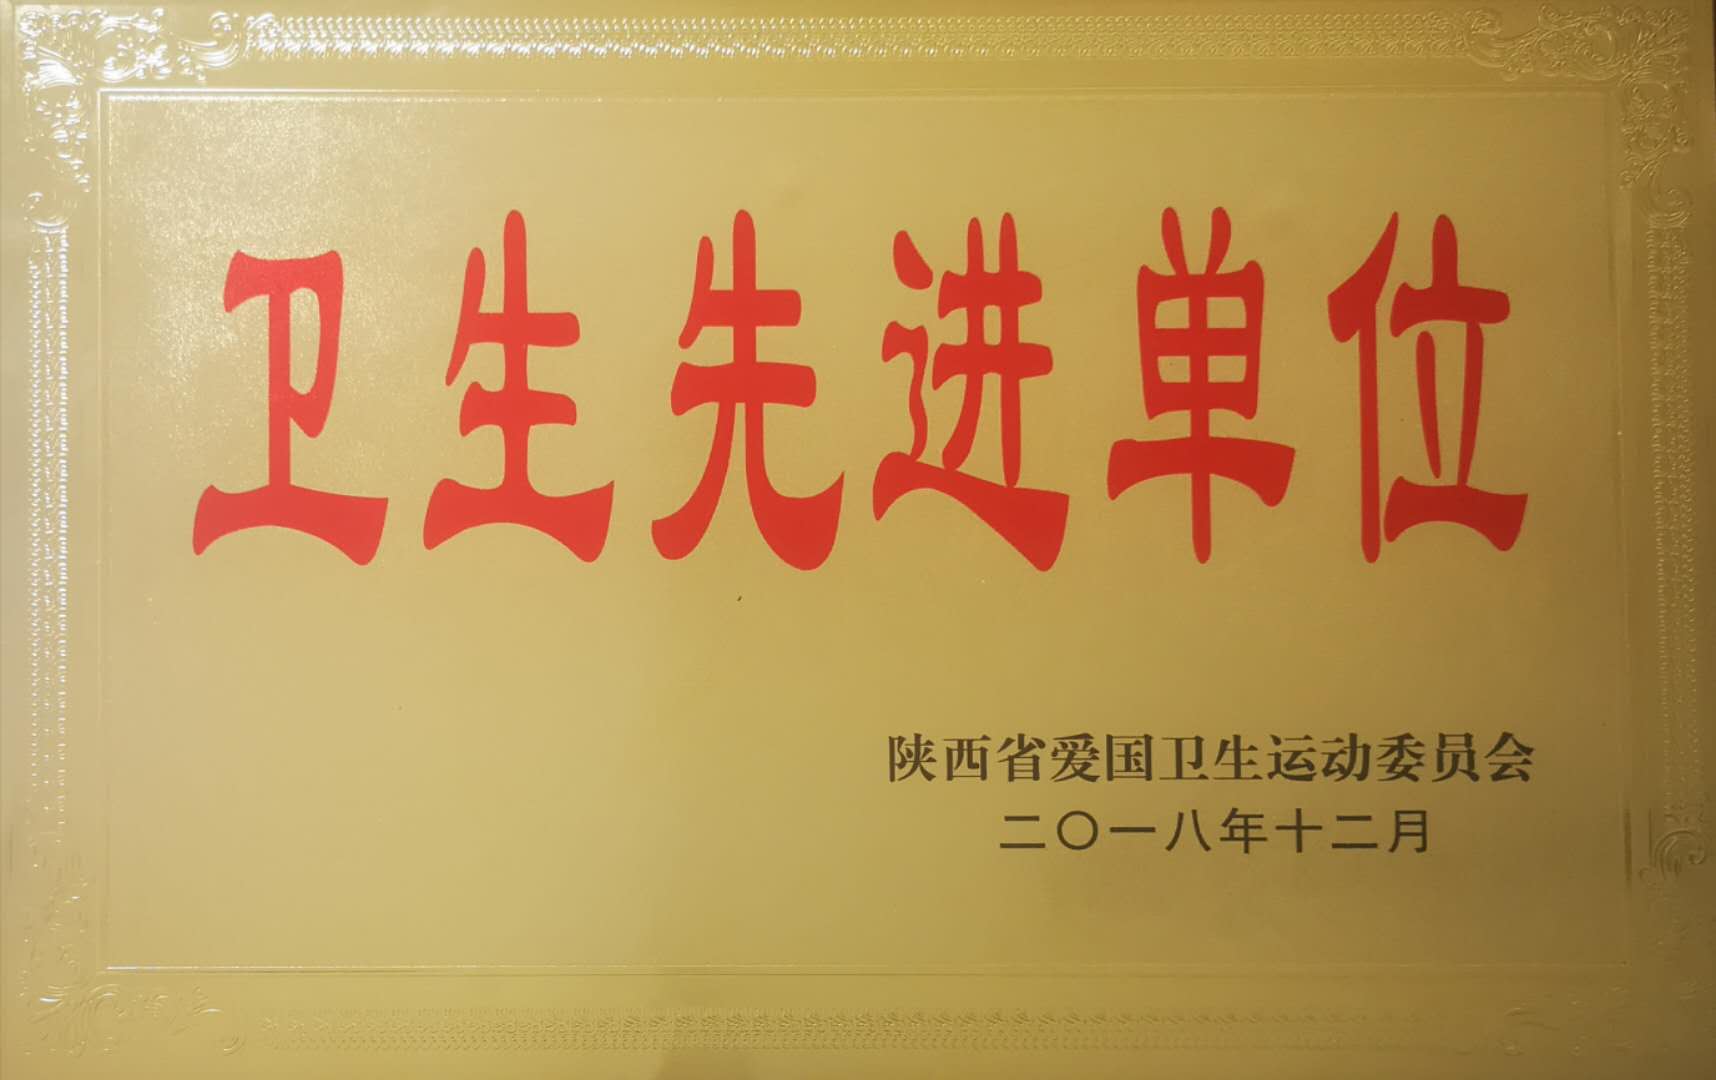 卫生先进单位
陕西省爱国卫生运动委员会
二〇一八年十二月